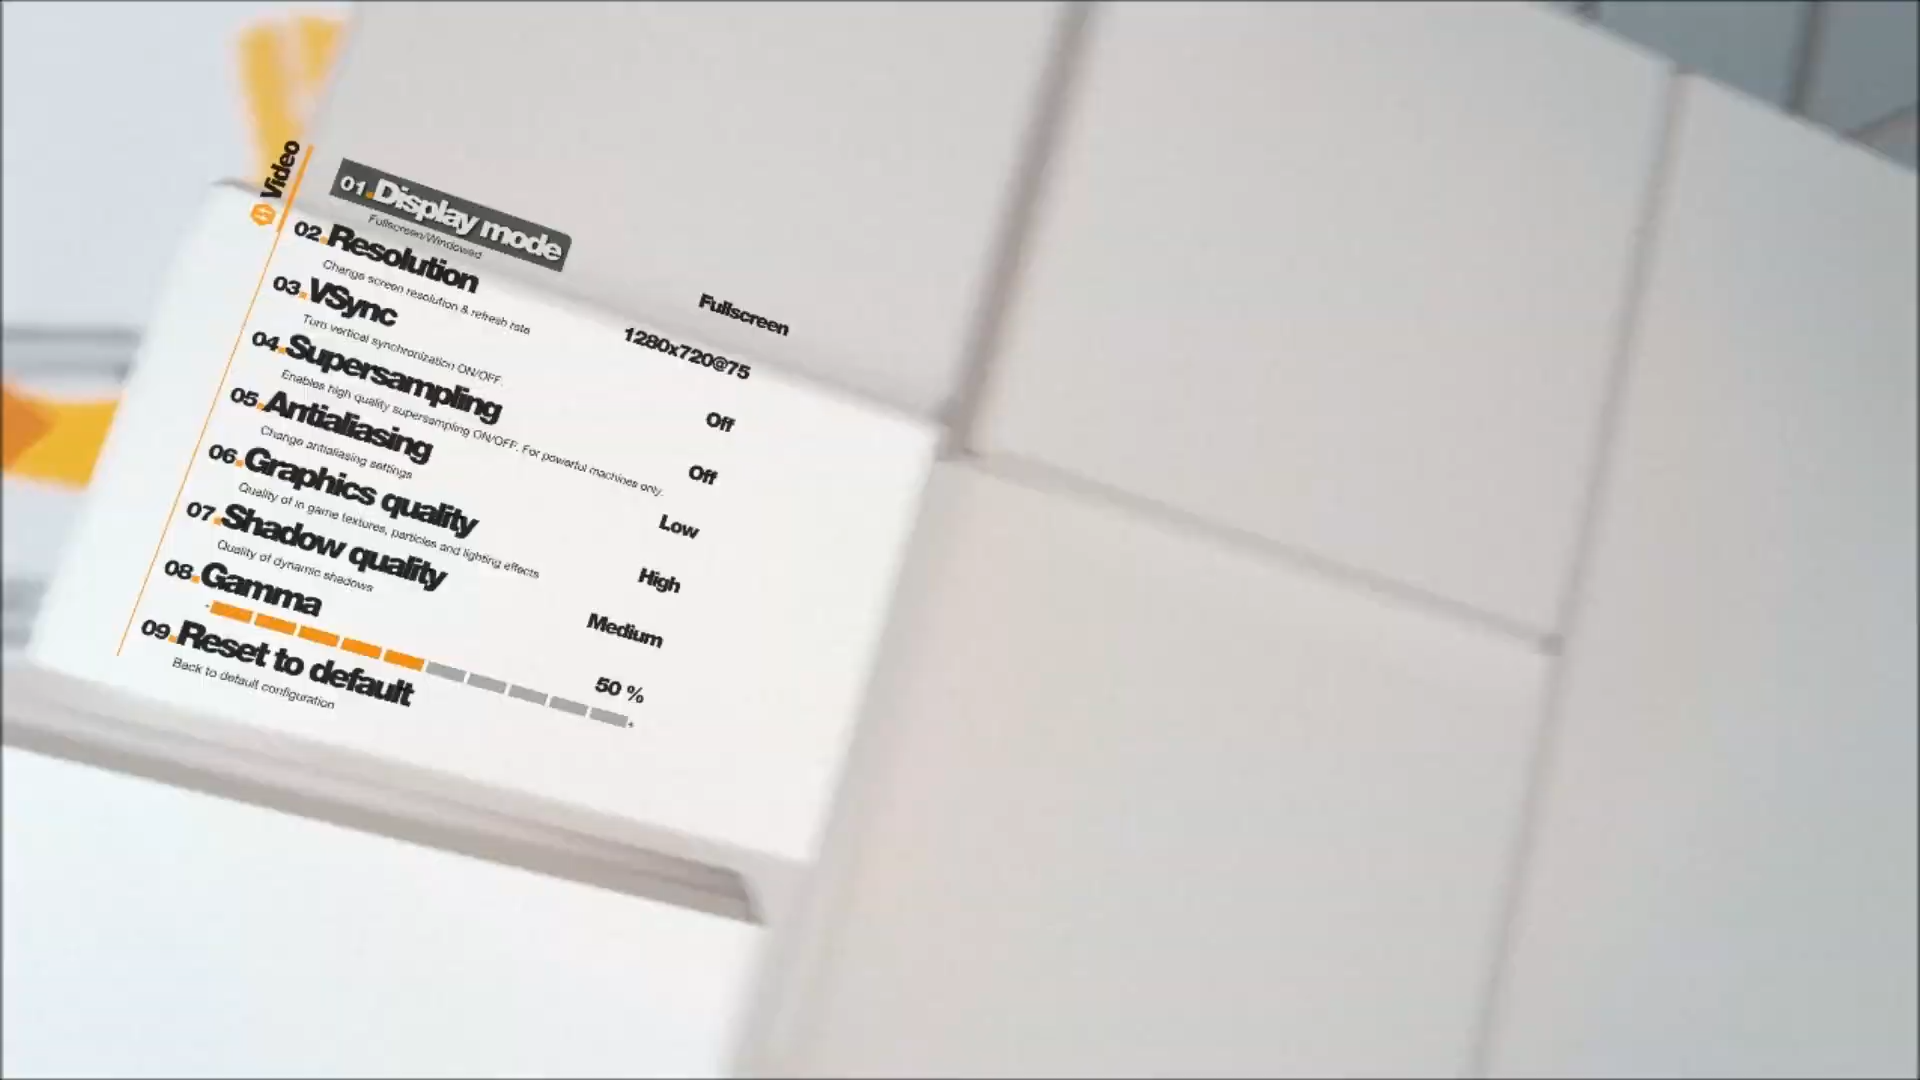 Video
01.Display mode
Fullscreen/Windowed
Fullscreen
02.Resolution
Change screen resolution & refresh rate
1280x720@75
03.VSync
Turn vertical synchronization ON/OFF.
Off
04.Supersampling
Enables high quality supersampling ON/OFF. For powerful machines only.
Off
05.Antialiasing
Change antialiasing settings
Low
06.Graphics quality
Quality of in game textures, particles and lighting effects
High
07.Shadow quality
Quality of dynamic shadows
Medium
08.Gamma
50 %
09.Reset to default
Back to default configuration